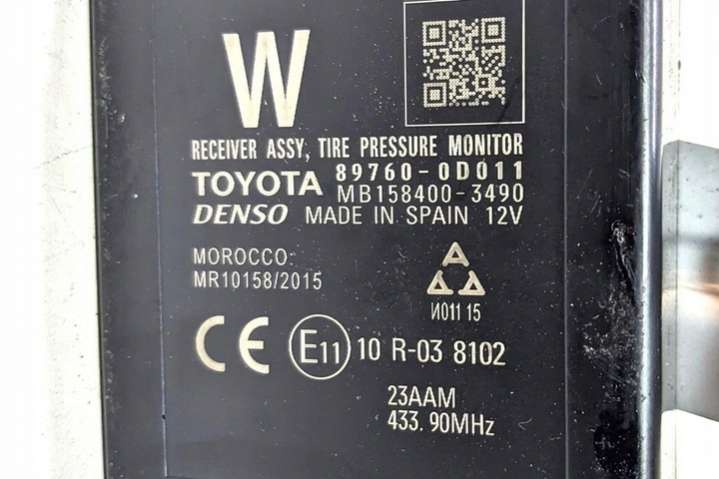 W
RECEIVER ASSY, TIRE PRESSURE MONITOR
89760-0D011
TOYOTA MB158400-3490
DENSO MADE IN SPAIN 12V
MOROCCO:
MR10158/2015
И011 15
CE E11 10 R-03 8102
23AAM
433.90MHz